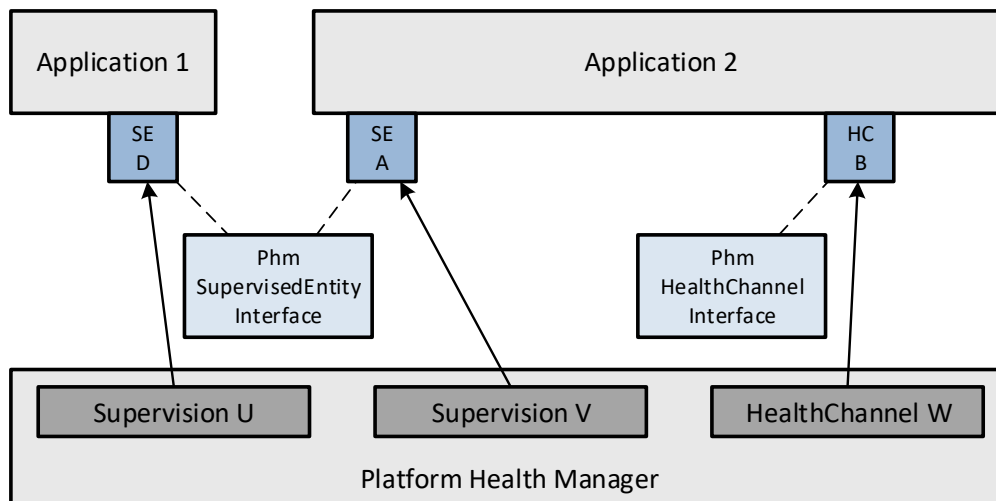 Application 1
Application 2
SE
D
SE
A
HC
B
Phm
SupervisedEntity
Interface
Phm
HealthChannel
Interface
Supervision U
Supervision V
HealthChannel W
Platform Health Manager